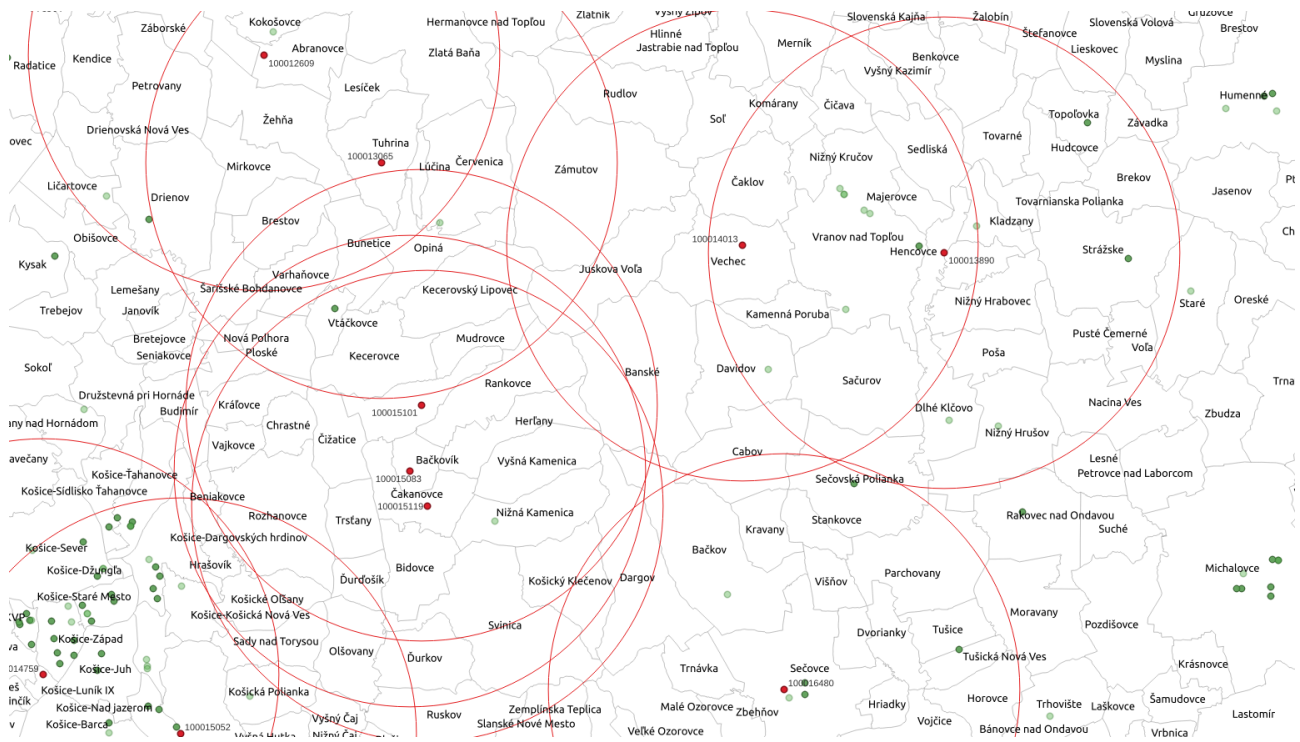 Záborské
Kokošovce
Hermanovce nad Topľou
Zlatník
Vyšný Žipov
Slovenská Kajňa
Žalobín
Gruzovce
Slovenská Volová
Brestov
Štefanovce
Lieskovec
Myslina
Hlinné
Jastrabie nad Topľou
Merník
Benkovce
Vyšný Kazimír
Radatice
Kendice
Abranovce
100012609
Zlatá Baňa
Petrovany
Lesíček
Rudlov
Komárany
Čičava
Humenné
Topoľovka
Závadka
Žehňa
Soľ
Drienovská Nová Ves
Tuhrina
100013065
Tovarné
Hudcovce
ovec
Mirkovce
Lúčina
Červenica
Zámutov
Nižný Kručov
Sedliská
Čaklov
Brekov
Ličartovce
Drienov
Majerovce
Jasenov
Tovarnianska Polianka
Brestov
Kladzany
Obišovce
Bunetice
Opiná
100014013
Vranov nad Topľou
Hencovce
100013890
Strážske
Kysak
Varhaňovce
Juskova Voľa
Vechec
Šarišské Bohdanovce
Lemešany
Kecerovský Lipovec
Nižný Hrabovec
Staré
Oreské
Trebejov
Janovík
Vtáčkovce
Kamenná Poruba
Bretejovce
Nová Polhora
Mudrovce
Pusté Čemerné
Voľa
Seniakovce
Ploské
Kecerovce
Poša
Sokoľ
Rankovce
Banské
Davidov
Sačurov
Družstevná pri Hornáde
Budimír
Kráľovce
100015101
Dlhé Klčovo
Nacina Ves
Zbudza
any nad Hornádom
Chrastné
Herľany
Vajkovce
Čižatice
Nižný Hrušov
Košice-Ťahanovce
Bačkovík
100015083
Vyšná Kamenica
Cabov
Lesné
Petrovce nad Laborcom
Košice-Sídlisko Ťahanovce
Beniakovce
Čakanovce
100015119
Sečovská Polianka
Nižná Kamenica
Rozhanovce
Trsťany
Stankovce
Rakovec nad Ondavou
Kravany
Suché
Košice-Dargovských hrdinov
Košice-Sever
Bačkov
Hrašovík
Bidovce
Košice-Džungľa
Ďurďošík
Košický Klečenov
Dargov
Višňov
Parchovany
Michalovce
Košice-Staré Mesto
Košické Oľšany
Moravany
Košice-Košická Nová Ves
Svinica
Pozdišovce
KVP
Košice-Západ
Sady nad Torysou
Dvorianky
Tušice
Olšovany
Ďurkov
Tušická Nová Ves
Košice-Juh
Trnávka
Sečovce
100016480
Krásnovce
Košice-Luník IX
Košická Polianka
Horovce
Trhovište
Šamudovce
Malé Ozorovce
Zbehňov
Hriadky
Laškovce
Košice-Nad jazerom
Zemplínska Teplica
Ruskov
Vyšný Čaj
Slanské Nové Mesto
Vojčice
Bánovce nad Ondavou
Lastomír
Košice-Barca
100015052
Veľké Ozorovce
Vrbnica